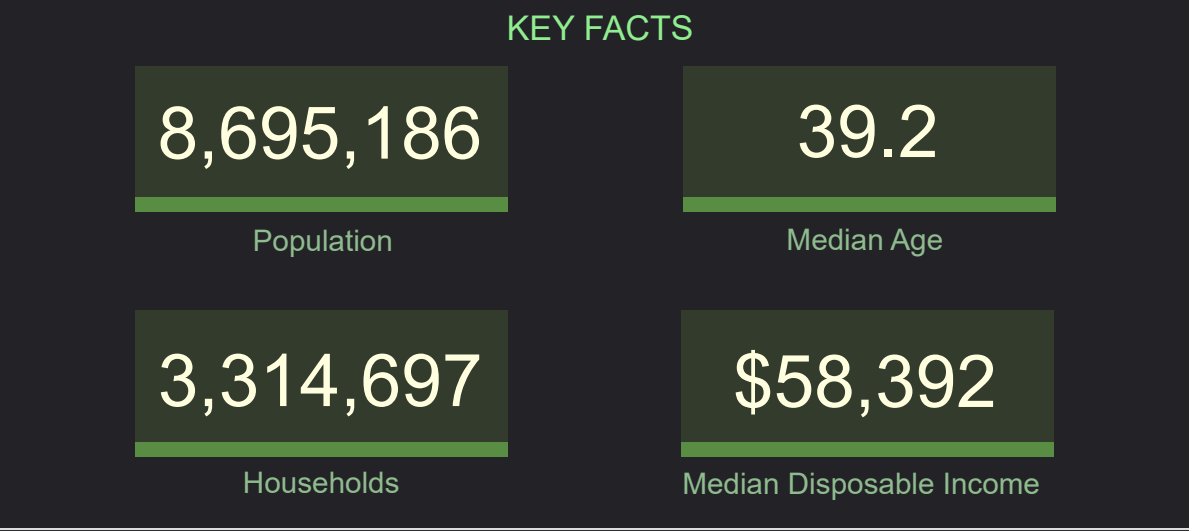 KEY FACTS
8,695,186
Population
39.2
Median Age
3,314,697
Households
$58,392
Median Disposable Income